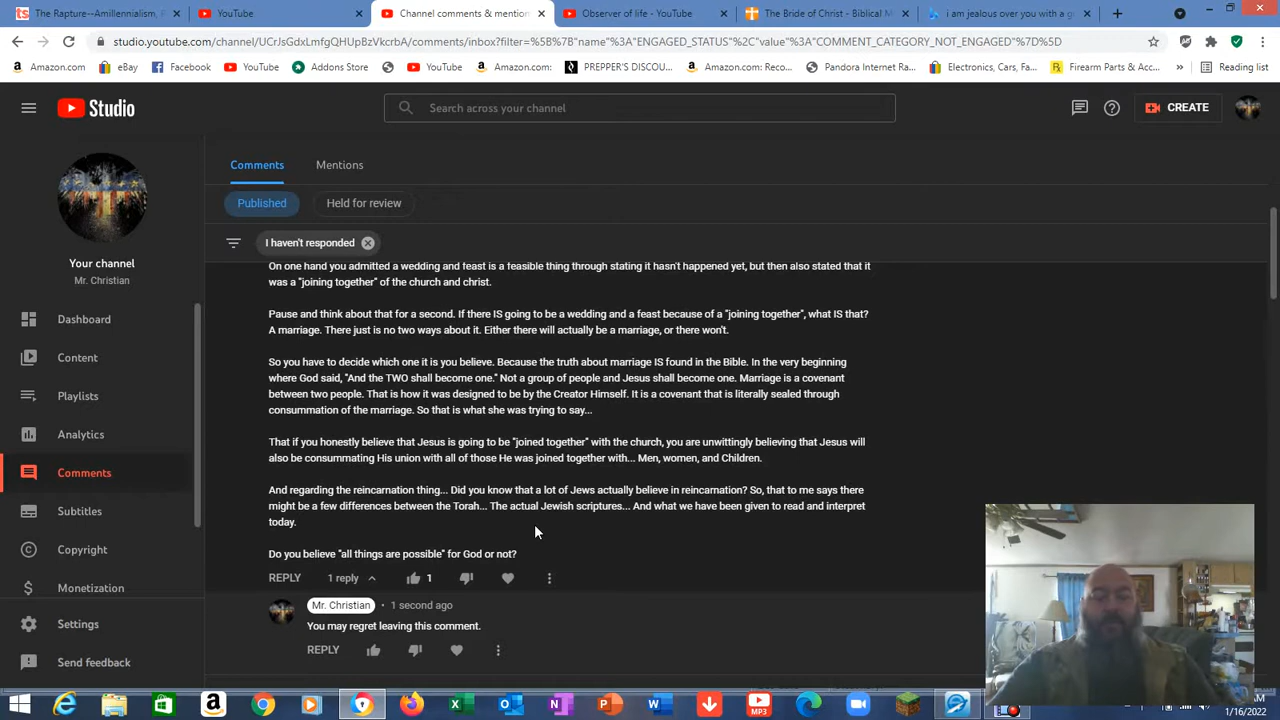 The Rapture--Amillennialism, F
YouTube
Channel comments & mention
Observer of life - YouTube
The Bride of Christ - Biblical M
i am jealous over you with a g
studio.youtube.com/channel/UCrJsGdxLmfgQHUpBzVkcrbA/comments/inbox?filter=%5B%7B"name"%3A"ENGAGED_STATUS"%2C"value"%3A"COMMENT_CATEGORY_NOT_ENGAGED"%7D%5D
Amazon.com eBay Facebook YouTube Addons Store YouTube Amazon.com: PREPPER'S DISCOU... Amazon.com: Reco... Pandora Internet Ra... Electronics, Cars, Fa... Firearm Parts & Acc... » Reading list
Studio
Search across your channel
CREATE
Your channel
Mr. Christian
Dashboard
Content
Playlists
Analytics
Comments
Subtitles
Copyright
Monetization
Settings
Send feedback
Comments Mentions
Published Held for review
I haven't responded
On one hand you admitted a wedding and feast is a feasible thing through stating it hasn't happened yet, but then also stated that it
was a "joining together" of the church and christ.
Pause and think about that for a second. If there IS going to be a wedding and a feast because of a "joining together", what IS that?
A marriage. There just is no two ways about it. Either there will actually be a marriage, or there won't.
So you have to decide which one it is you believe. Because the truth about marriage IS found in the Bible. In the very beginning
where God said, "And the TWO shall become one." Not a group of people and Jesus shall become one. Marriage is a covenant
between two people. That is how it was designed to be by the Creator Himself. It is a covenant that is literally sealed through
consummation of the marriage. So that is what she was trying to say...
That if you honestly believe that Jesus is going to be "joined together" with the church, you are unwittingly believing that Jesus will
also be consummating His union with all of those He was joined together with... Men, women, and Children.
And regarding the reincarnation thing... Did you know that a lot of Jews actually believe in reincarnation? So, that to me says there
might be a few differences between the Torah... The actual Jewish scriptures... And what we have been given to read and interpret
today.
Do you believe "all things are possible" for God or not?
REPLY 1 reply 1
Mr. Christian • 1 second ago
You may regret leaving this comment.
REPLY
MP3
AM
1/16/2022